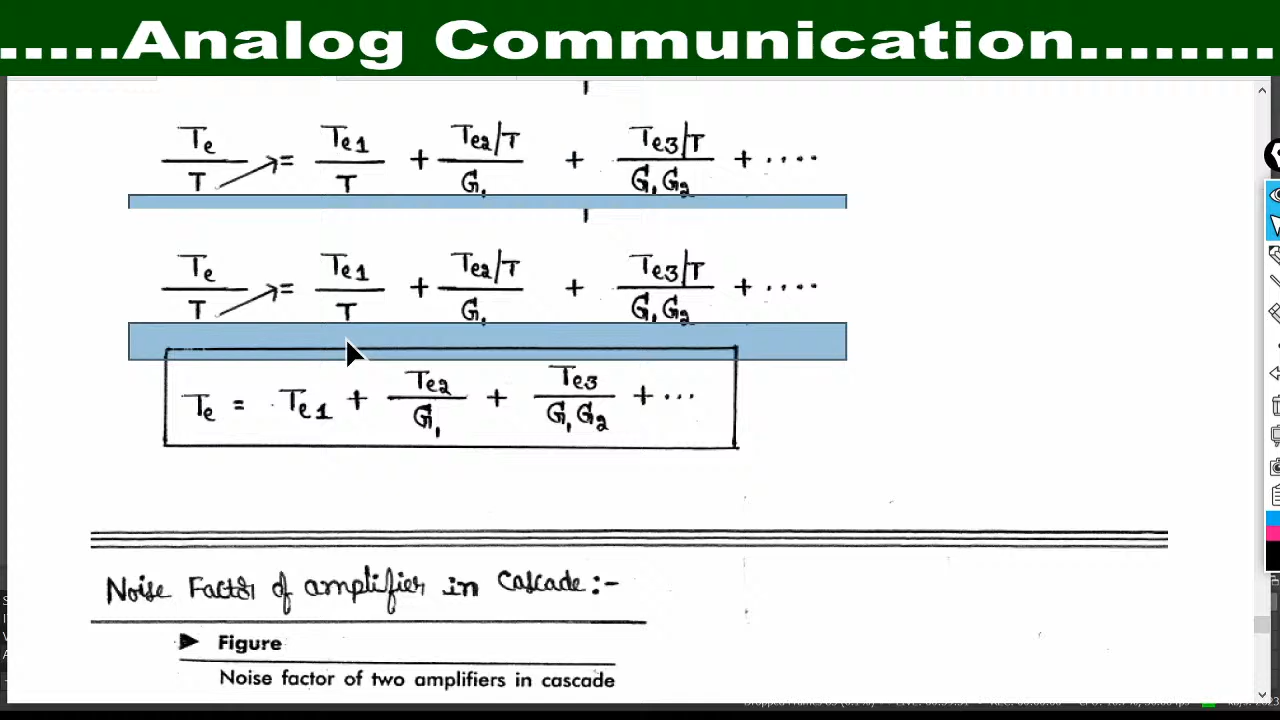 .....Analog Communication........
Te/T = Te1/T + Te2/T/G1 + Te3/T/G1G2 + ....
Te/T = Te1/T + Te2/T/G1 + Te3/T/G1G2 + ....
Te = Te1 + Te2/G1 + Te3/G1G2 + ...
Noise Factor of amplifier in Cascade:-
▶ Figure
Noise factor of two amplifiers in cascade